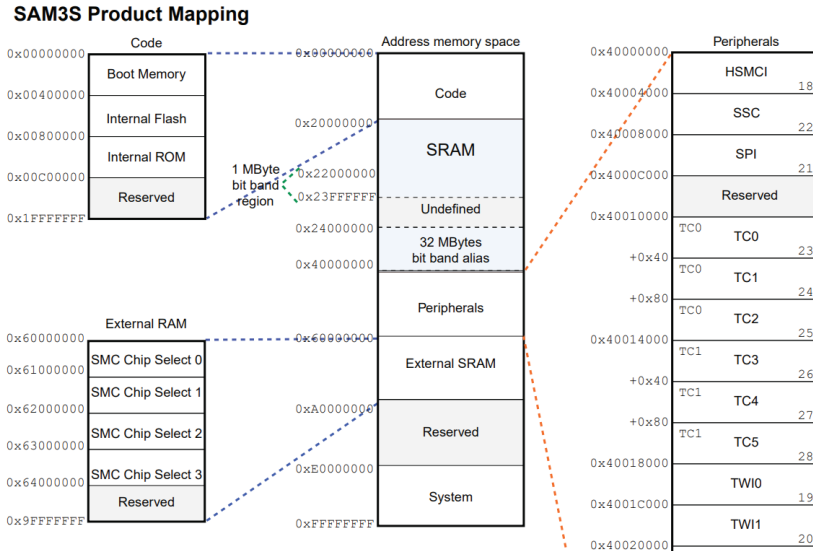 SAM3S Product Mapping
Code
0x00000000
Boot Memory
0x00400000
Internal Flash
0x00800000
Internal ROM
0x00C00000
Reserved
0x1FFFFFFF
External RAM
0x60000000
SMC Chip Select 0
0x61000000
SMC Chip Select 1
0x62000000
SMC Chip Select 2
0x63000000
SMC Chip Select 3
0x64000000
Reserved
0x9FFFFFFF
Address memory space
0x00000000
Code
0x20000000
SRAM
1 MByte
bit band
region
0x22000000
0x23FFFFFF
Undefined
0x24000000
32 MBytes
bit band alias
0x40000000
Peripherals
0x60000000
External SRAM
0xA0000000
Reserved
0xE0000000
System
0xFFFFFFFF
Peripherals
0x40000000
HSMCI
18
0x40004000
SSC
22
0x40008000
SPI
21
0x4000C000
Reserved
0x40010000
TC0
TC0
23
+0x40
TC0
TC1
24
+0x80
TC0
TC2
25
0x40014000
TC1
TC3
26
+0x40
TC1
TC4
27
+0x80
TC1
TC5
28
0x40018000
TWI0
19
0x4001C000
TWI1
20
0x40020000